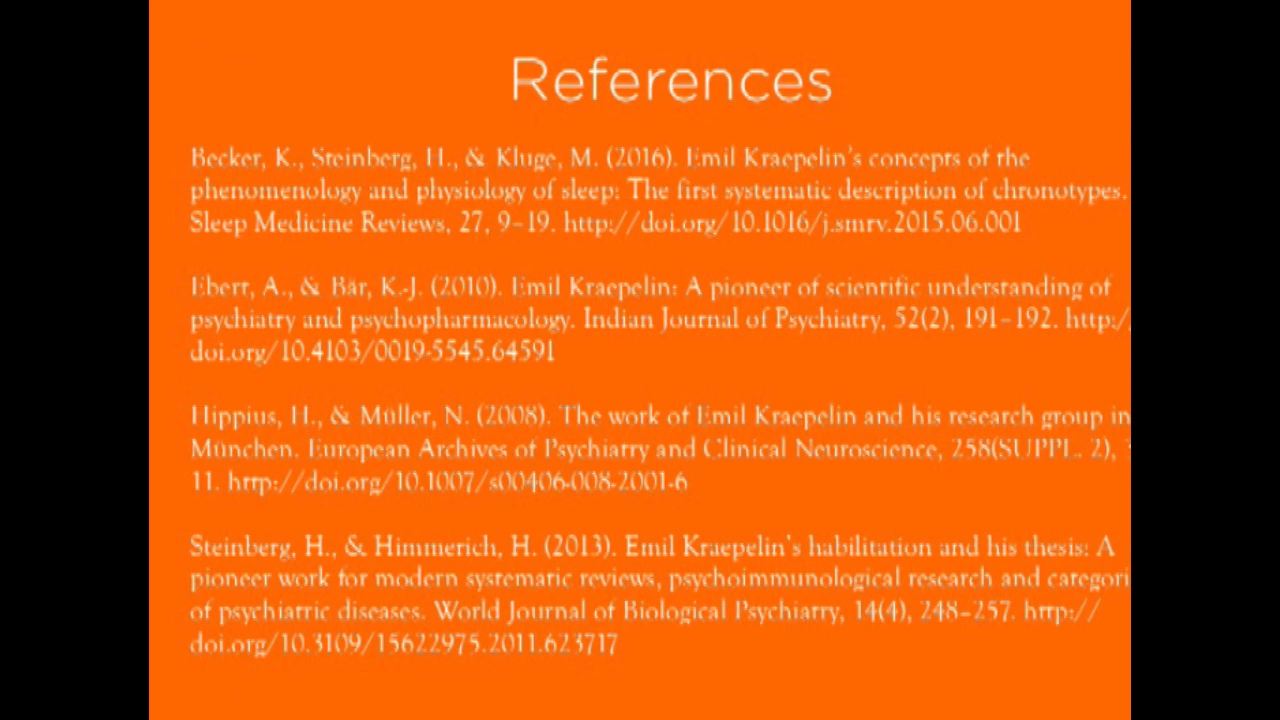 References
Becker, K., Steinberg, H., & Kluge, M. (2016). Emil Kraepelin's concepts of the
phenomenology and physiology of sleep: The first systematic description of chronotypes.
Sleep Medicine Reviews, 27, 9–19. http://doi.org/10.1016/j.smrv.2015.06.001
Ebert, A., & Bär, K.-J. (2010). Emil Kraepelin: A pioneer of scientific understanding of
psychiatry and psychopharmacology. Indian Journal of Psychiatry, 52(2), 191–192. http:/
doi.org/10.4103/0019-5545.64591
Hippius, H., & Müller, N. (2008). The work of Emil Kraepelin and his research group in
München. European Archives of Psychiatry and Clinical Neuroscience, 258(SUPPL. 2),
11. http://doi.org/10.1007/s00406-008-2001-6
Steinberg, H., & Himmerich, H. (2013). Emil Kraepelin's habilitation and his thesis: A
pioneer work for modern systematic reviews, psychoimmunological research and categori
of psychiatric diseases. World Journal of Biological Psychiatry, 14(4), 248–257. http://
doi.org/10.3109/15622975.2011.623717